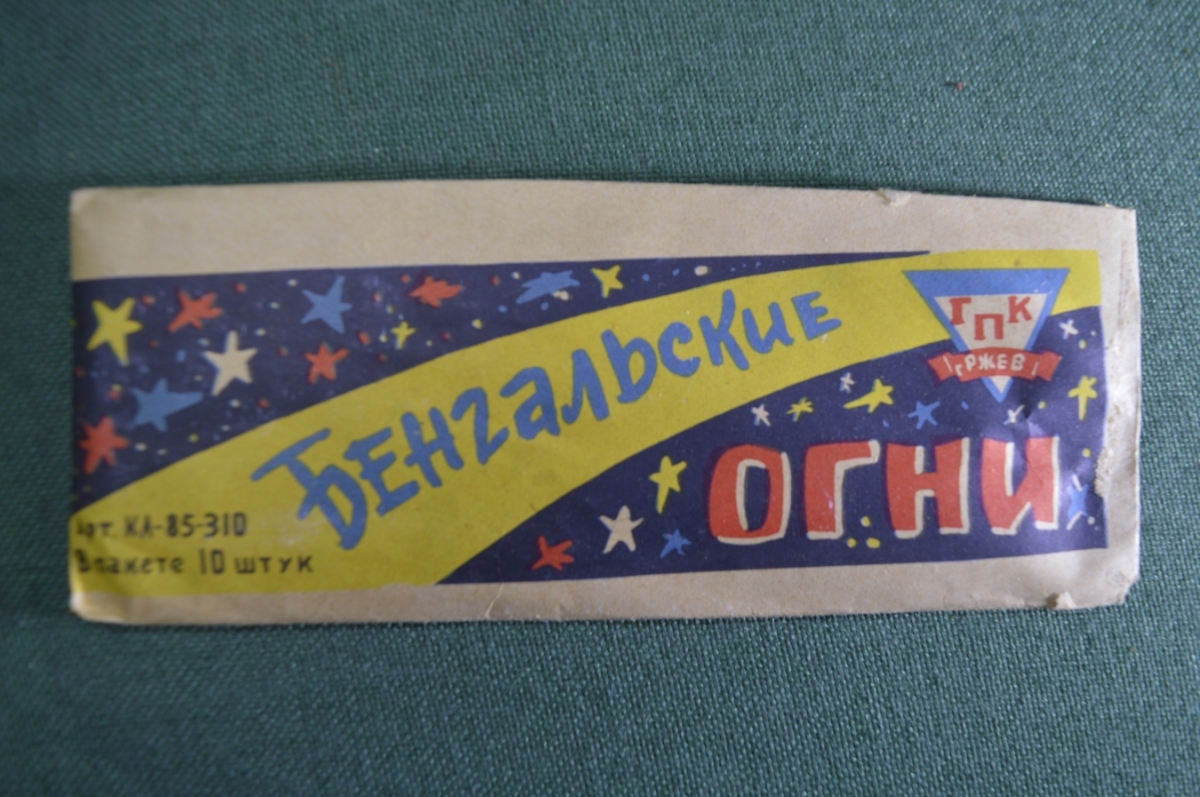 Бенгальские
ОГНИ
ГПК
г. РЖЕВ
Арт. КА-85-310
В пакете 10 штук